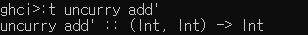 ghci>:t uncurry add'
uncurry add' :: (Int, Int) -> Int